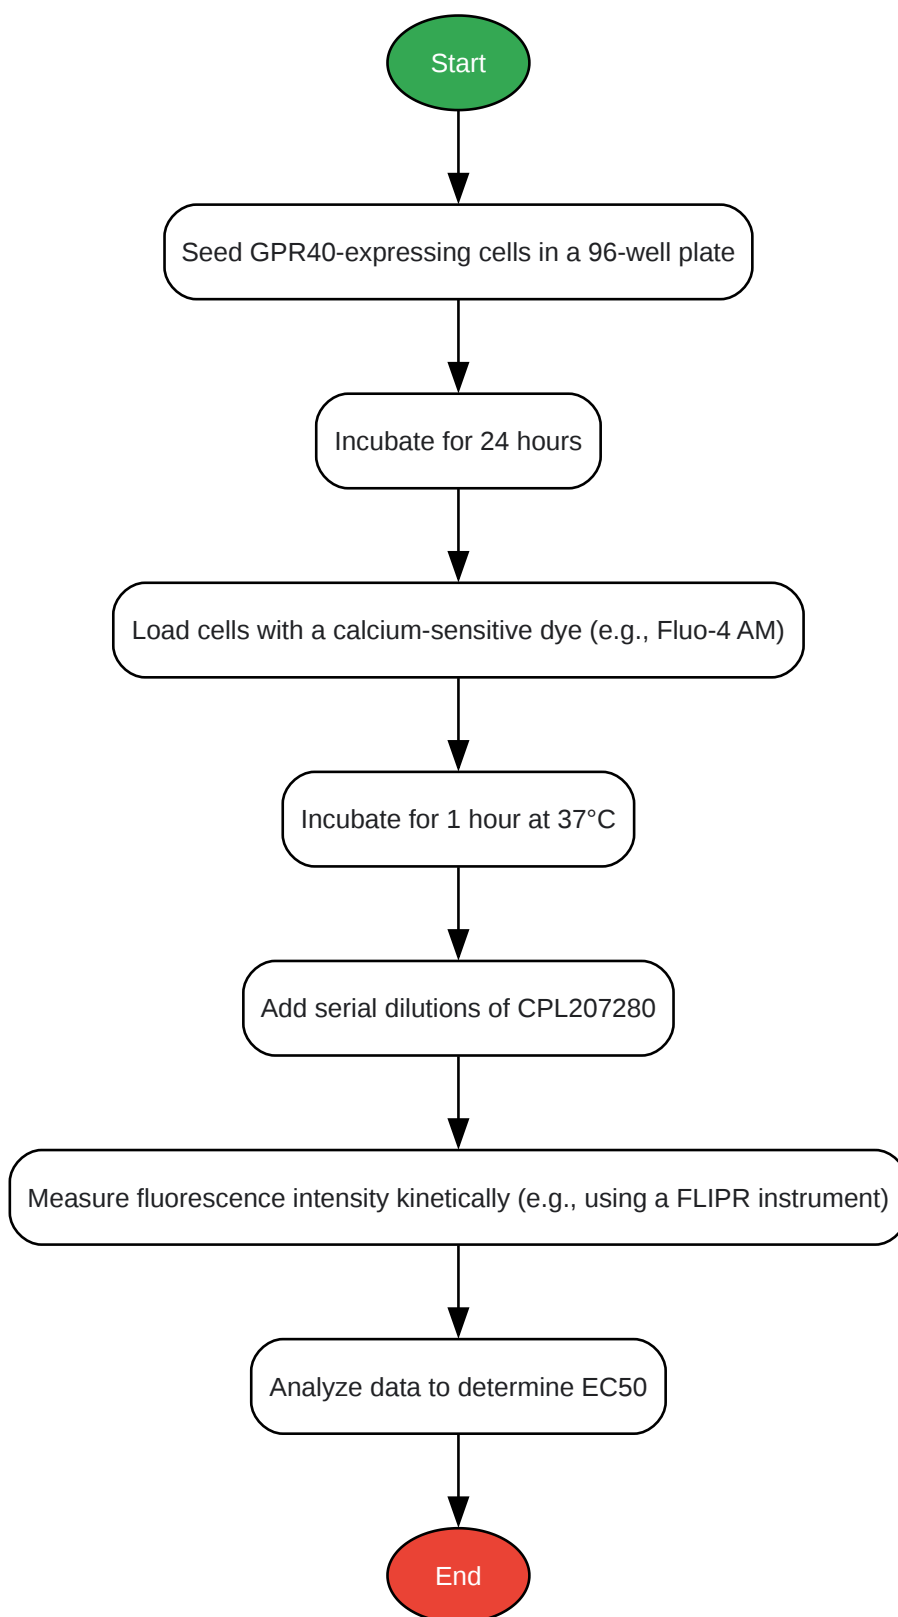 Start
Seed GPR40-expressing cells in a 96-well plate
Incubate for 24 hours
Load cells with a calcium-sensitive dye (e.g., Fluo-4 AM)
Incubate for 1 hour at 37°C
Add serial dilutions of CPL207280
Measure fluorescence intensity kinetically (e.g., using a FLIPR instrument)
Analyze data to determine EC50
End